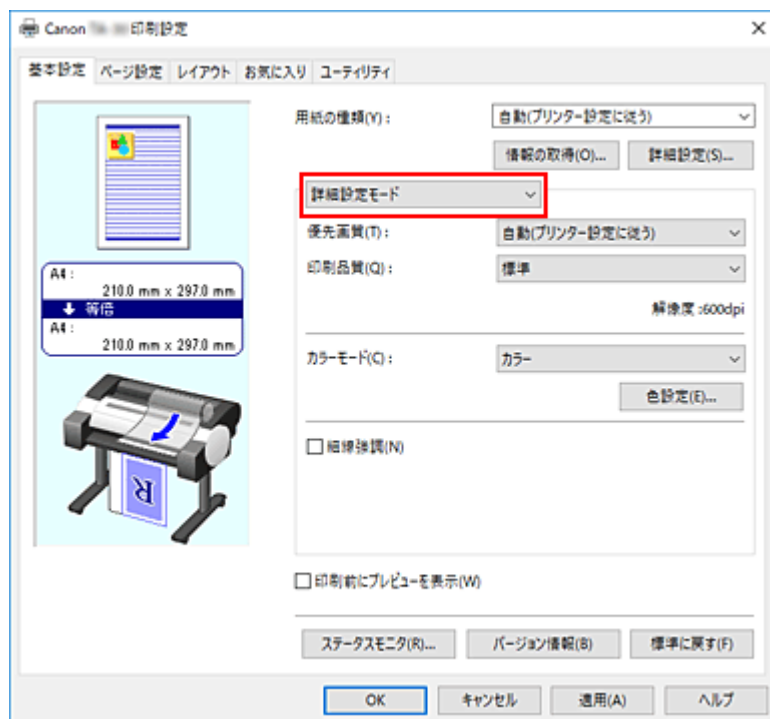 Canon 印刷設定
基本設定 ページ設定 レイアウト お気に入り ユーティリティ
用紙の種類(Y): 自動(プリンター設定に従う)
情報の取得(O)... 詳細設定(S)...
詳細設定モード
優先画質(T): 自動(プリンター設定に従う)
印刷品質(Q): 標準
解像度:600dpi
カラーモード(C): カラー
色設定(E)...
細線強調(N)
A4:
210.0 mm x 297.0 mm
等倍
A4:
210.0 mm x 297.0 mm
R
印刷前にプレビューを表示(W)
ステータスモニタ(R)... バージョン情報(B) 標準に戻す(F)
OK キャンセル 適用(A) ヘルプ